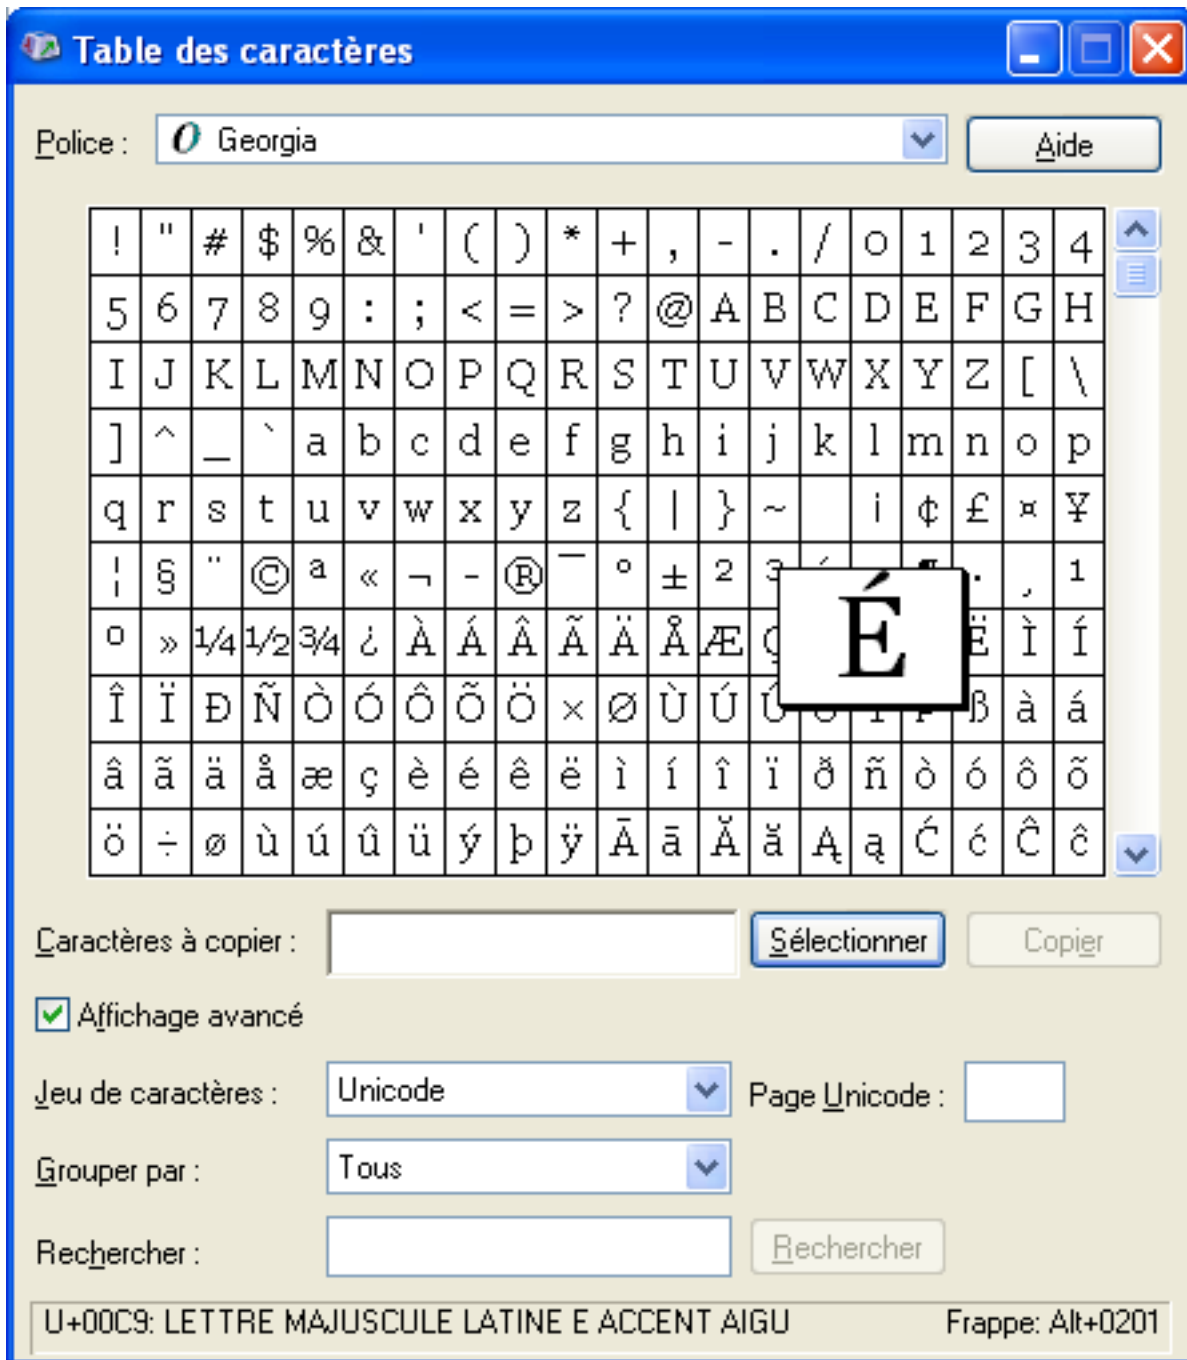 Table des caractères
Police : O Georgia Aide
! " # $ % & ' ( ) * + , - . / 0 1 2 3 4
5 6 7 8 9 : ; < = > ? @ A B C D E F G H
I J K L M N O P Q R S T U V W X Y Z [ \
] ^ _ ` a b c d e f g h i j k l m n o p
q r s t u v w x y z { | } ~ ¡ ¢ £ ¤ ¥
¦ § ¨ © ª « ¬ - ® ¯ ° ± ² ³ · ¸ ¹
º » ¼ ½ ¾ ¿ À Á Â Ã Ä Å Æ Ç É Ë Ì Í
Î Ï Ð Ñ Ò Ó Ô Õ Ö × Ø Ù Ú Û ß à á
â ã ä å æ ç è é ê ë ì í î ï ð ñ ò ó ô õ
ö ÷ ø ù ú û ü ý þ ÿ Ā ā Ă ă Ą ą Ć ć Ĉ ĉ
Caractères à copier : Sélectionner Copier
Affichage avancé
Jeu de caractères : Unicode Page Unicode :
Grouper par : Tous
Rechercher : Rechercher
U+00C9: LETTRE MAJUSCULE LATINE E ACCENT AIGU Frappe: Alt+0201